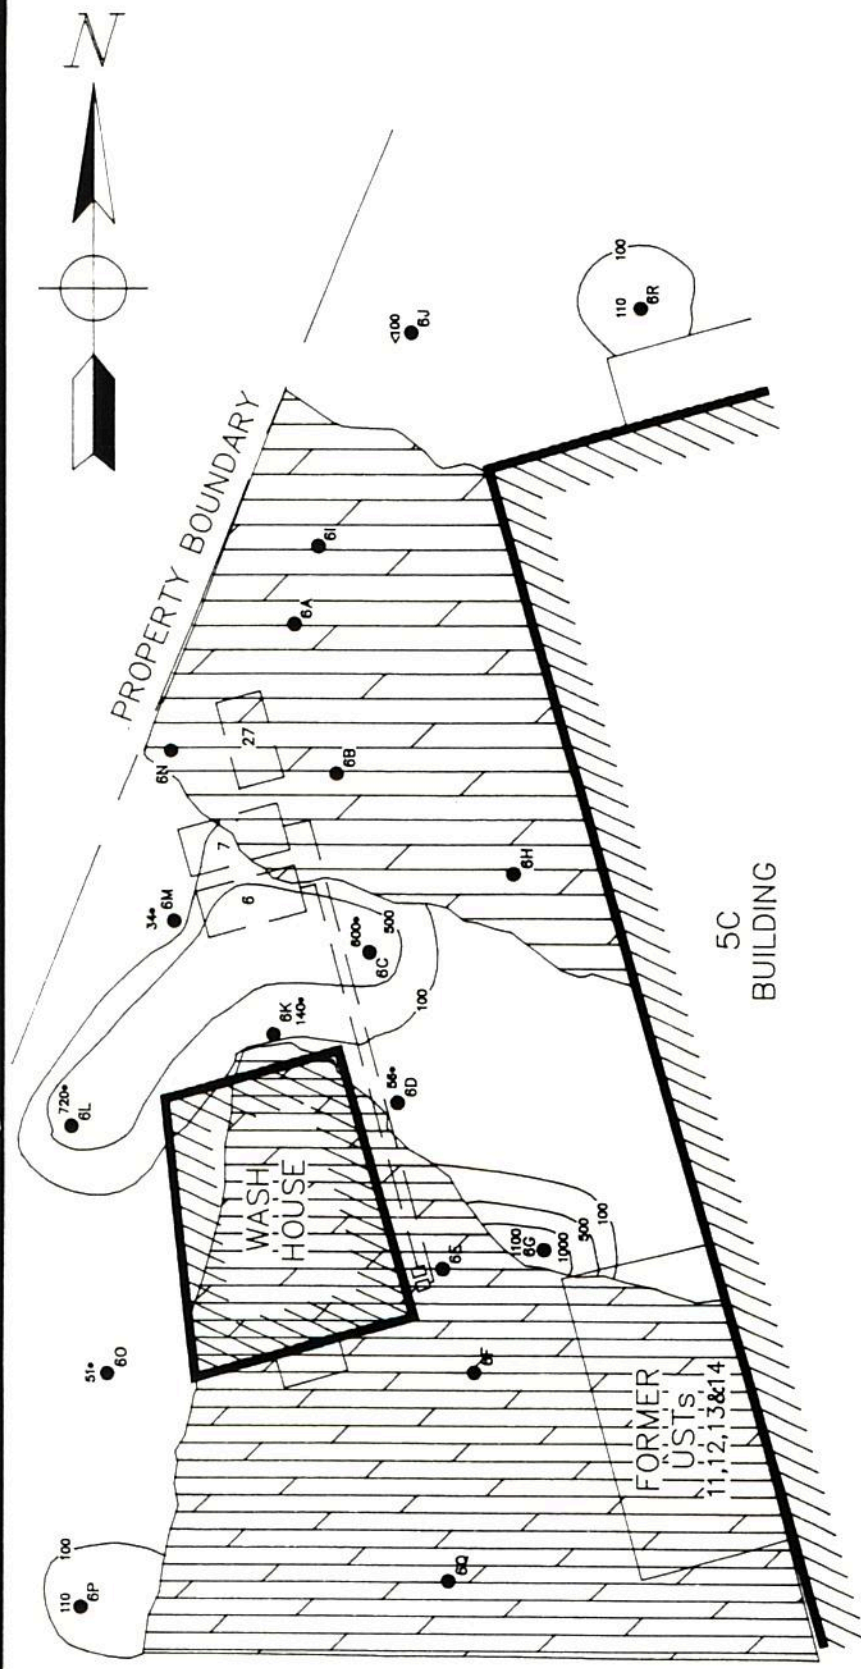 N
PROPERTY BOUNDARY
<100
6J
100
110
6R
6I
6A
27
6N
6B
7
6
34•
6M
6H
600•
6C
500
100
6K
140•
720•
6L
56•
6D
WASH
HOUSE
5C
BUILDING
1100
6G
1000
500
100
51•
6O
6F
FORMER
USTs
11,12,13&14
100
110
6P
6Q